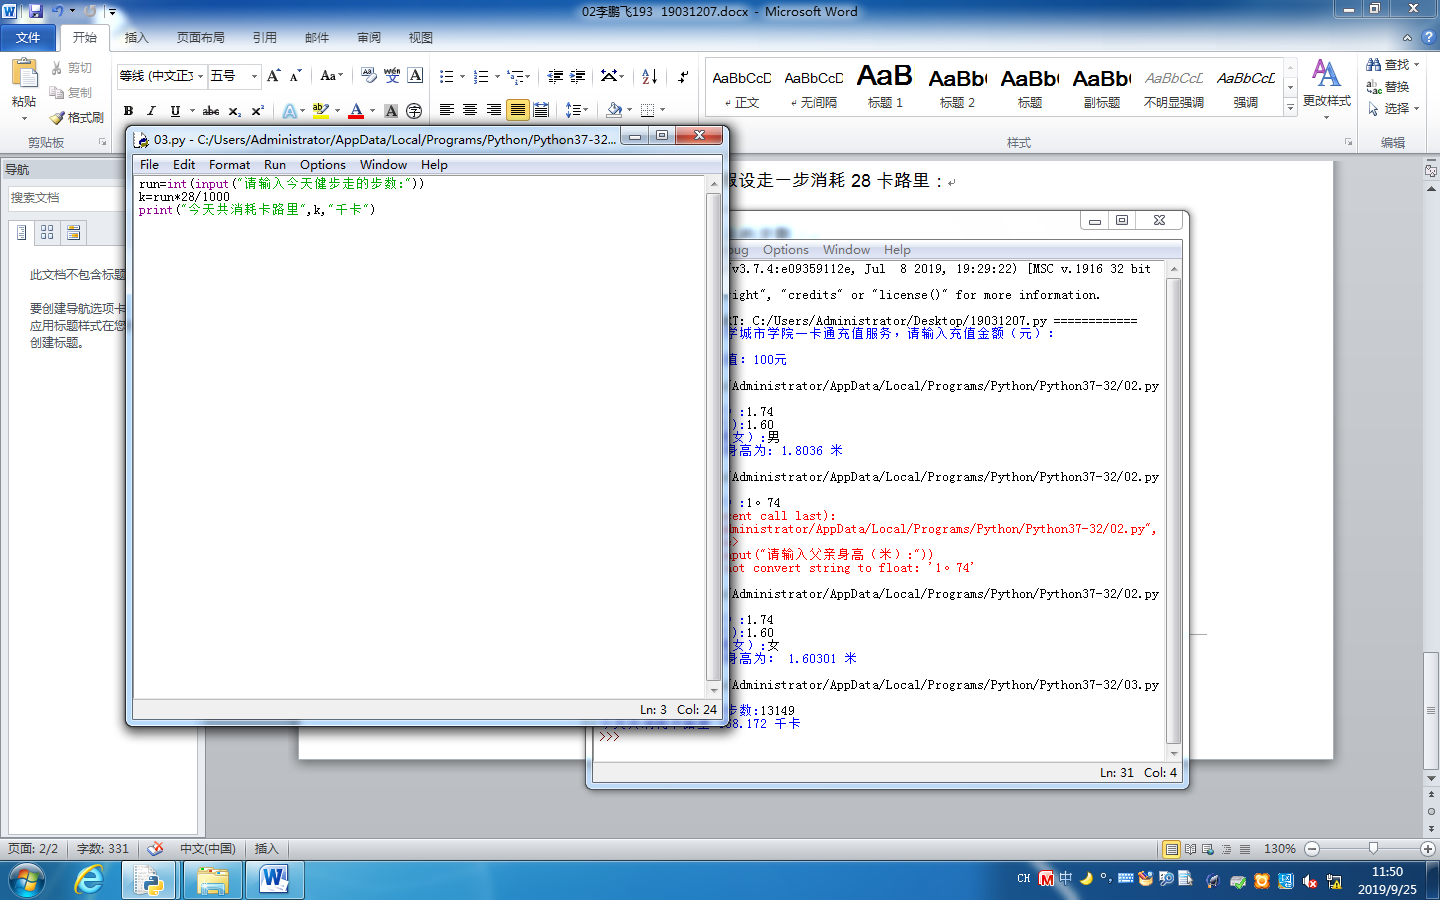 02李鹏飞193  19031207.docx  -  Microsoft Word
文件 开始 插入 页面布局 引用 邮件 审阅 视图
粘贴 剪切 复制 格式刷
等线 (中文正文 五号
AaBbCcD AaBbCcD AaB AaBb( AaBb( AaBb( AaBbCcD AaBbCcD
正文 无间隔 标题 1 标题 2 标题 副标题 不明显强调 强调
更改样式
查找 替换 选择
剪贴板 样式 编辑
导航
搜索文档
此文档不包含标题
要创建导航选项卡
应用标题样式在您
创建标题。
03.py - C:/Users/Administrator/AppData/Local/Programs/Python/Python37-32...
File Edit Format Run Options Window Help
run=int(input("请输入今天健步走的步数:"))
k=run*28/1000
print("今天共消耗卡路里",k,"千卡")
Ln: 3 Col: 24
设走一步消耗 28 卡路里：
Options Window Help
v3.7.4:e09359112e, Jul  8 2019, 19:29:22) [MSC v.1916 32 bit
right", "credits" or "license()" for more information.
RT: C:/Users/Administrator/Desktop/19031207.py ============
学城市学院一卡通充值服务，请输入充值金额（元）：
值：100元
Administrator/AppData/Local/Programs/Python/Python37-32/02.py
:1.74
):1.60
女）:男
身高为: 1.8036 米
Administrator/AppData/Local/Programs/Python/Python37-32/02.py
:1。74
cent call last):
dministrator/AppData/Local/Programs/Python/Python37-32/02.py",
>
nput("请输入父亲身高（米）:"))
not convert string to float: '1。74'
Administrator/AppData/Local/Programs/Python/Python37-32/02.py
:1.74
):1.60
女）:女
身高为:  1.60301 米
Administrator/AppData/Local/Programs/Python/Python37-32/03.py
步数:13149
68.172 千卡
>>>
Ln: 31 Col: 4
页面: 2/2 字数: 331 中文(中国) 插入 130%
CH 中 11:50
2019/9/25